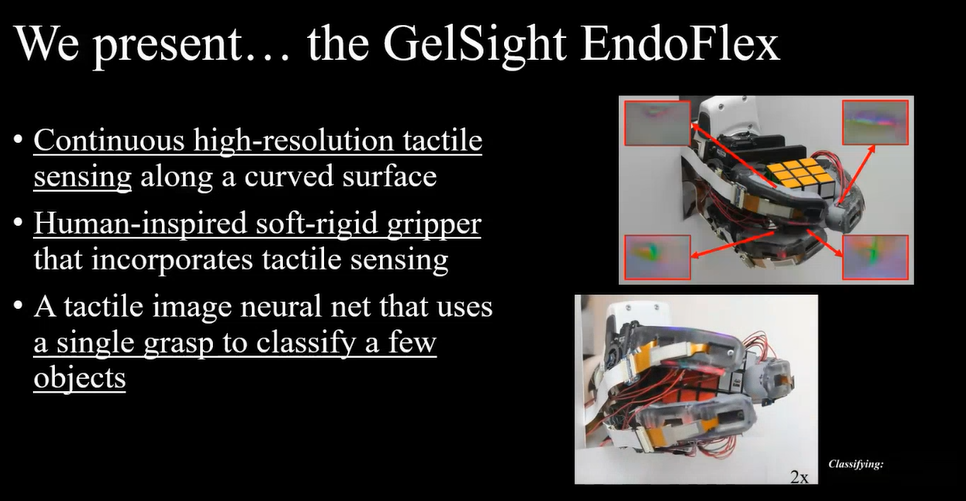 We present… the GelSight EndoFlex
• Continuous high-resolution tactile
sensing along a curved surface
• Human-inspired soft-rigid gripper
that incorporates tactile sensing
• A tactile image neural net that uses
a single grasp to classify a few
objects
2x
Classifying: